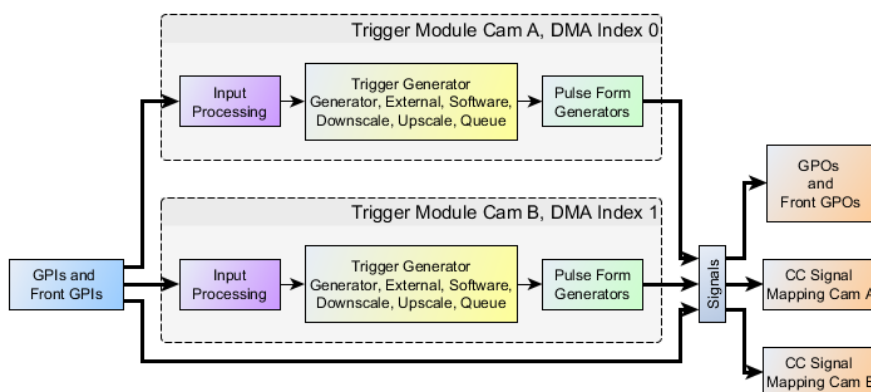 Trigger Module Cam A, DMA Index 0
Input
Processing
Trigger Generator
Generator, External, Software,
Downscale, Upscale, Queue
Pulse Form
Generators
GPOs
and
Front GPOs
Trigger Module Cam B, DMA Index 1
GPIs and
Front GPIs
Input
Processing
Trigger Generator
Generator, External, Software,
Downscale, Upscale, Queue
Pulse Form
Generators
Signals
CC Signal
Mapping Cam A
CC Signal
Mapping Cam B